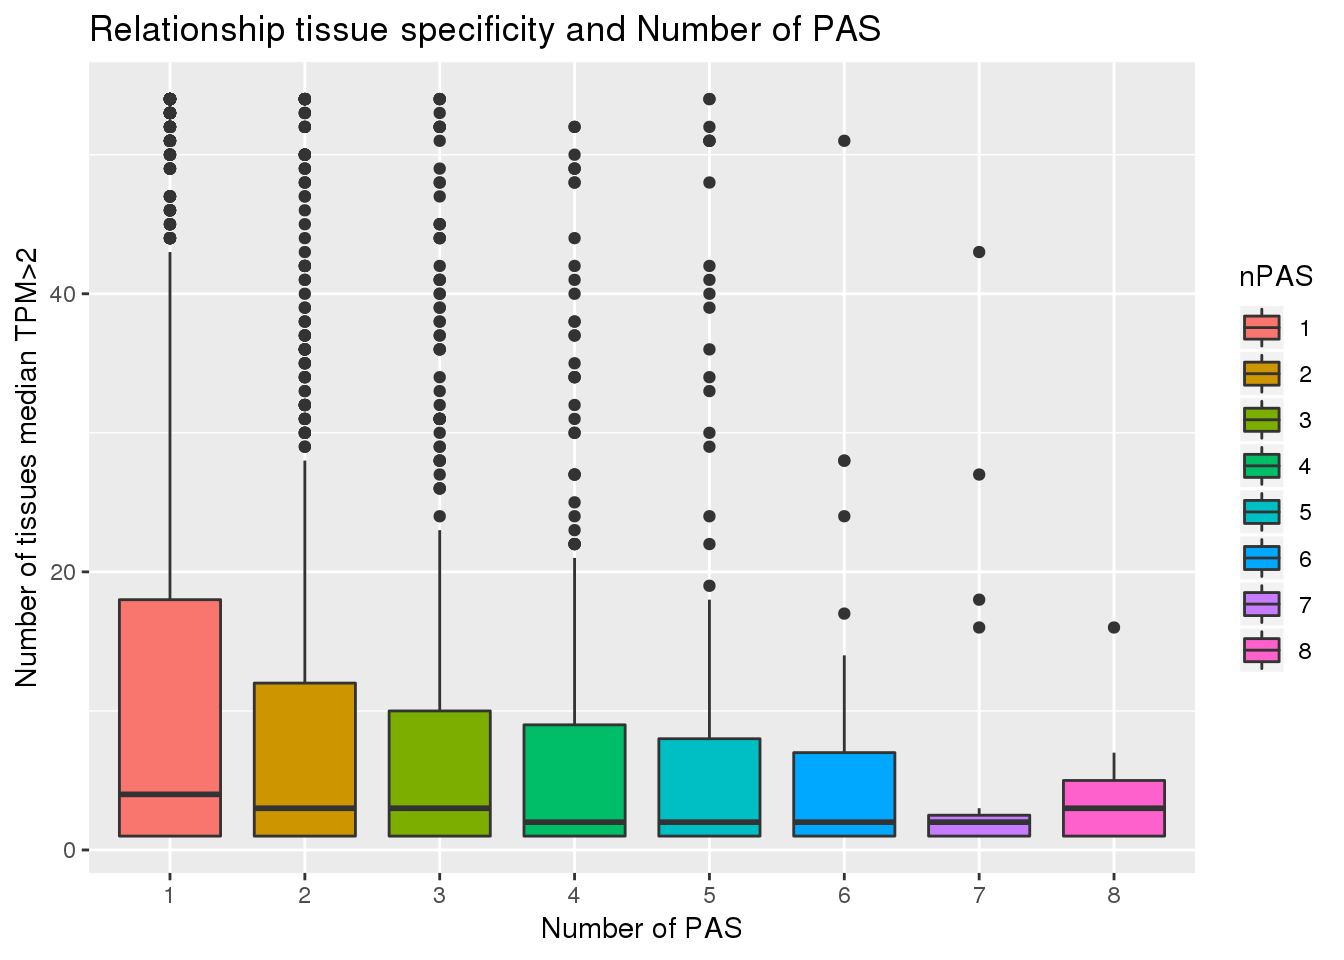 Relationship tissue specificity and Number of PAS
Number of tissues median TPM>2
40
20
0
1 2 3 4 5 6 7 8
Number of PAS
nPAS
1
2
3
4
5
6
7
8